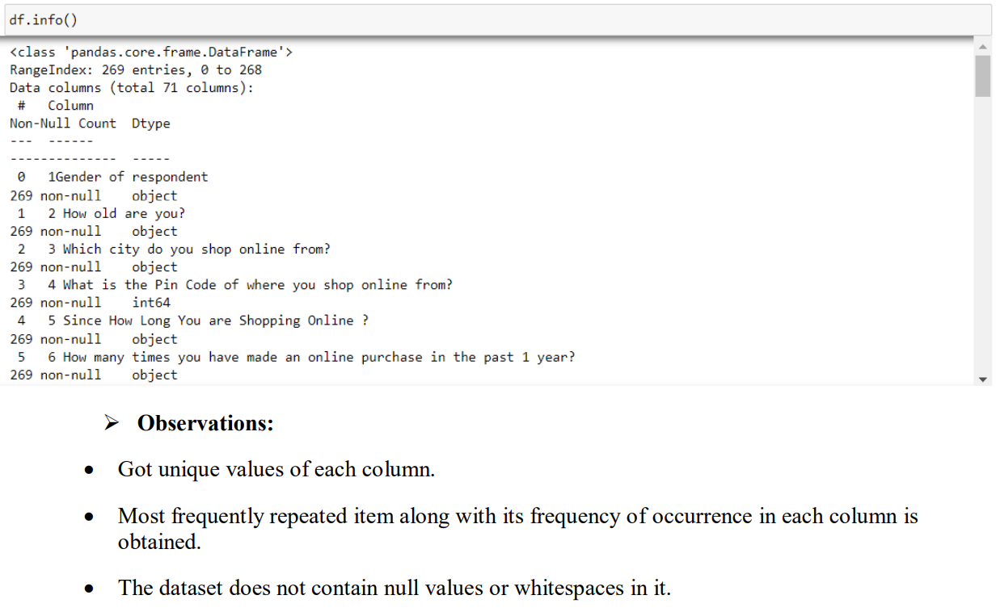 df.info()
<class 'pandas.core.frame.DataFrame'>
RangeIndex: 269 entries, 0 to 268
Data columns (total 71 columns):
 #   Column
Non-Null Count  Dtype
---  ------
--------------  -----
 0   1Gender of respondent
269 non-null    object
 1   2 How old are you?
269 non-null    object
 2   3 Which city do you shop online from?
269 non-null    object
 3   4 What is the Pin Code of where you shop online from?
269 non-null    int64
 4   5 Since How Long You are Shopping Online ?
269 non-null    object
 5   6 How many times you have made an online purchase in the past 1 year?
269 non-null    object
➢ Observations:
• Got unique values of each column.
• Most frequently repeated item along with its frequency of occurrence in each column is
obtained.
• The dataset does not contain null values or whitespaces in it.